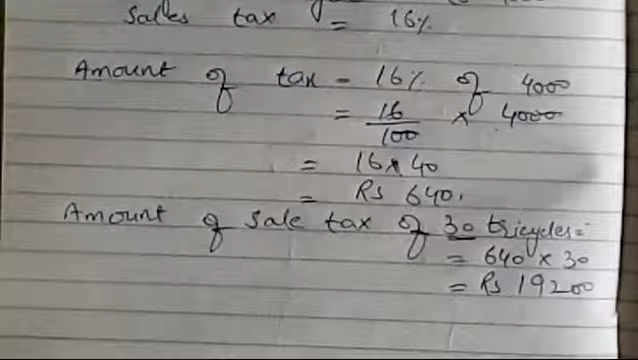 Sales tax = 16%
Amount of tax = 16% of 4000
= 16/100 x 4000
= 16 x 40
= Rs 640.
Amount of sale tax of 30 tricycles =
= 640 x 30
= Rs 19200